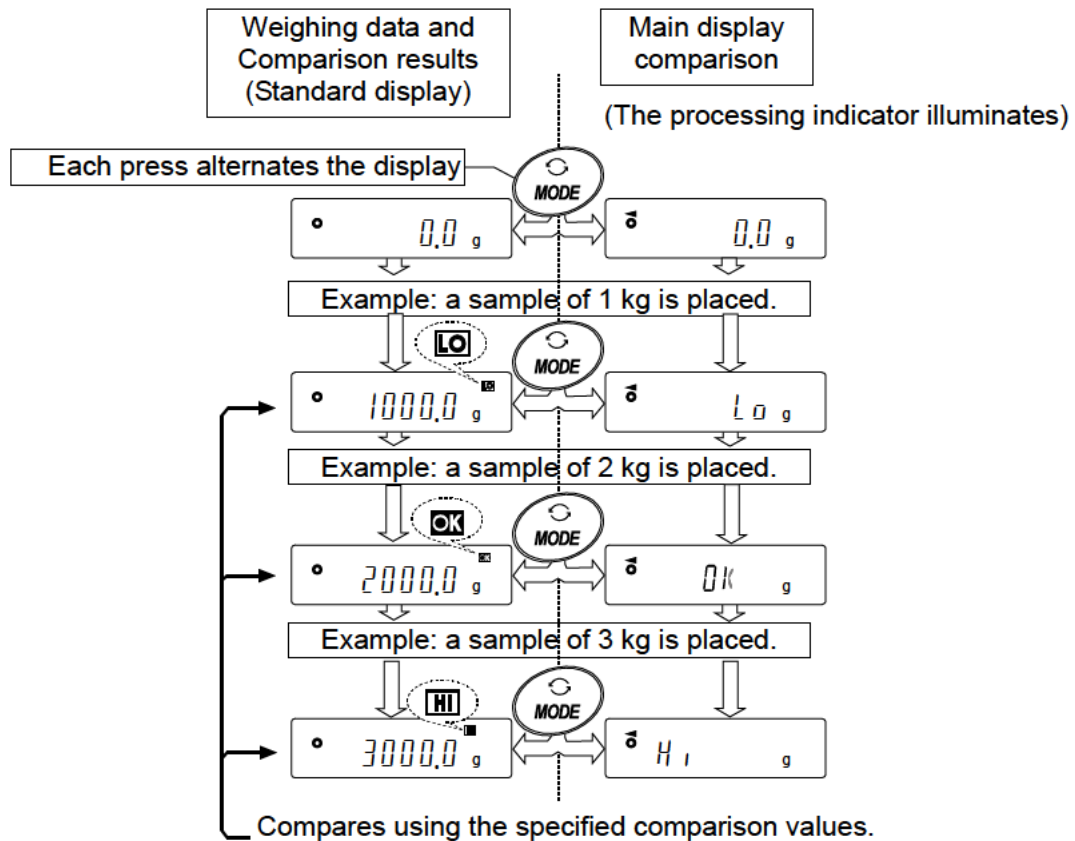 Weighing data and
Comparison results
(Standard display)
Main display
comparison
(The processing indicator illuminates)
Each press alternates the display
MODE
0.0 g
0.0 g
Example: a sample of 1 kg is placed.
LO
MODE
LO
1000.0 g
Lo g
Example: a sample of 2 kg is placed.
OK
MODE
OK
2000.0 g
OK g
Example: a sample of 3 kg is placed.
HI
MODE
3000.0 g
Hi g
Compares using the specified comparison values.